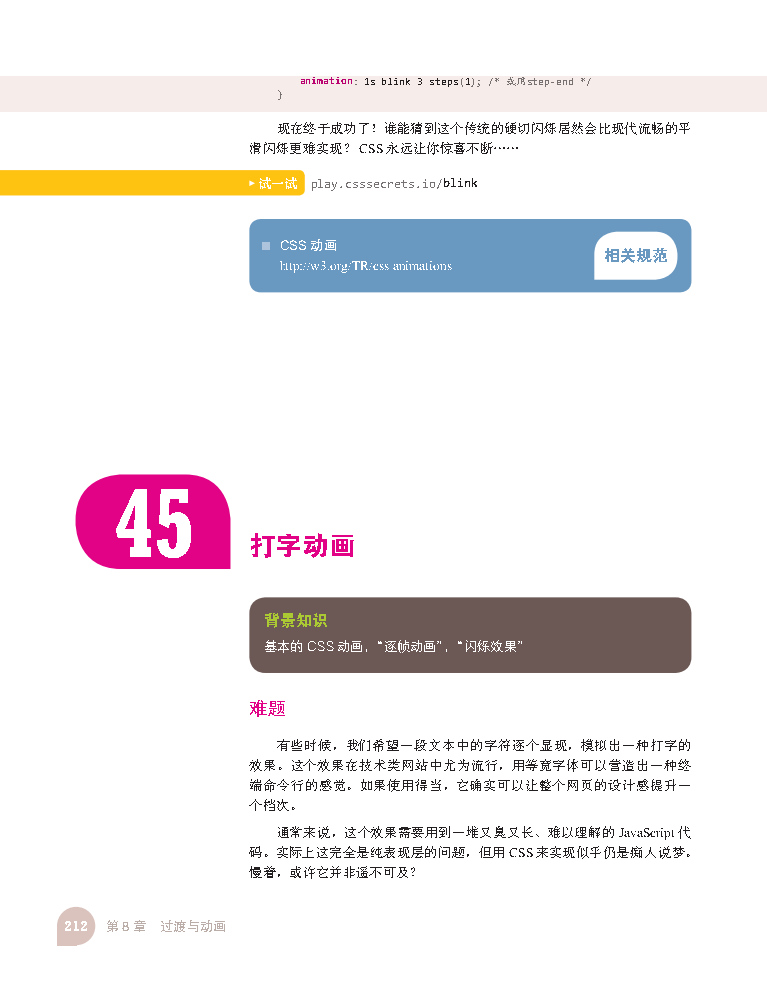 animation: 1s blink 3 steps(1); /* 或用step-end */
}
现在终于成功了！谁能猜到这个传统的硬切闪烁居然会比现代流畅的平
滑闪烁更难实现？CSS 永远让你惊喜不断……
▸ 试一试 play.csssecrets.io/blink
■ CSS 动画
http://w3.org/TR/css-animations
相关规范
45
打字动画
背景知识
基本的 CSS 动画，“逐帧动画”，“闪烁效果”
难题
有些时候，我们希望一段文本中的字符逐个显现，模拟出一种打字的
效果。这个效果在技术类网站中尤为流行，用等宽字体可以营造出一种终
端命令行的感觉。如果使用得当，它确实可以让整个网页的设计感提升一
个档次。
通常来说，这个效果需要用到一堆又臭又长、难以理解的 JavaScript 代
码。实际上这完全是纯表现层的问题，但用 CSS 来实现似乎仍是痴人说梦。
慢着，或许它并非遥不可及？
212 第 8 章 过渡与动画